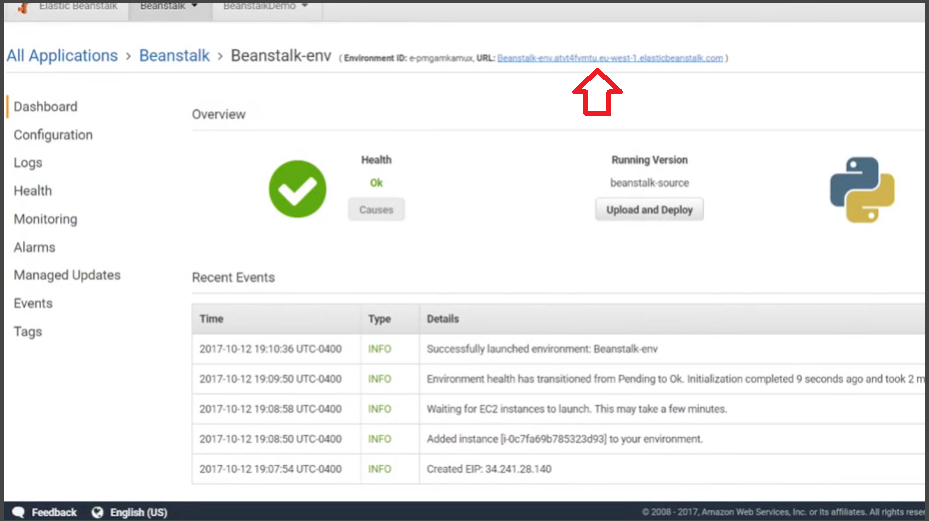 Elastic Beanstalk Beanstalk BeanstalkDemo
All Applications > Beanstalk > Beanstalk-env ( Environment ID: e-pmgamkamux, URL: Beanstalk-env.atvt4fvmtu.eu-west-1.elasticbeanstalk.com )
Dashboard
Configuration
Logs
Health
Monitoring
Alarms
Managed Updates
Events
Tags
Overview
Health
Ok
Causes
Running Version
beanstalk-source
Upload and Deploy
Recent Events
Time Type Details
2017-10-12 19:10:36 UTC-0400 INFO Successfully launched environment: Beanstalk-env
2017-10-12 19:09:50 UTC-0400 INFO Environment health has transitioned from Pending to Ok. Initialization completed 9 seconds ago and took 2 m
2017-10-12 19:08:58 UTC-0400 INFO Waiting for EC2 instances to launch. This may take a few minutes.
2017-10-12 19:08:50 UTC-0400 INFO Added instance [i-0c7fa69b785323d93] to your environment.
2017-10-12 19:07:54 UTC-0400 INFO Created EIP: 34.241.28.140
Feedback English (US) © 2008 - 2017, Amazon Web Services, Inc. or its affiliates. All rights reserved